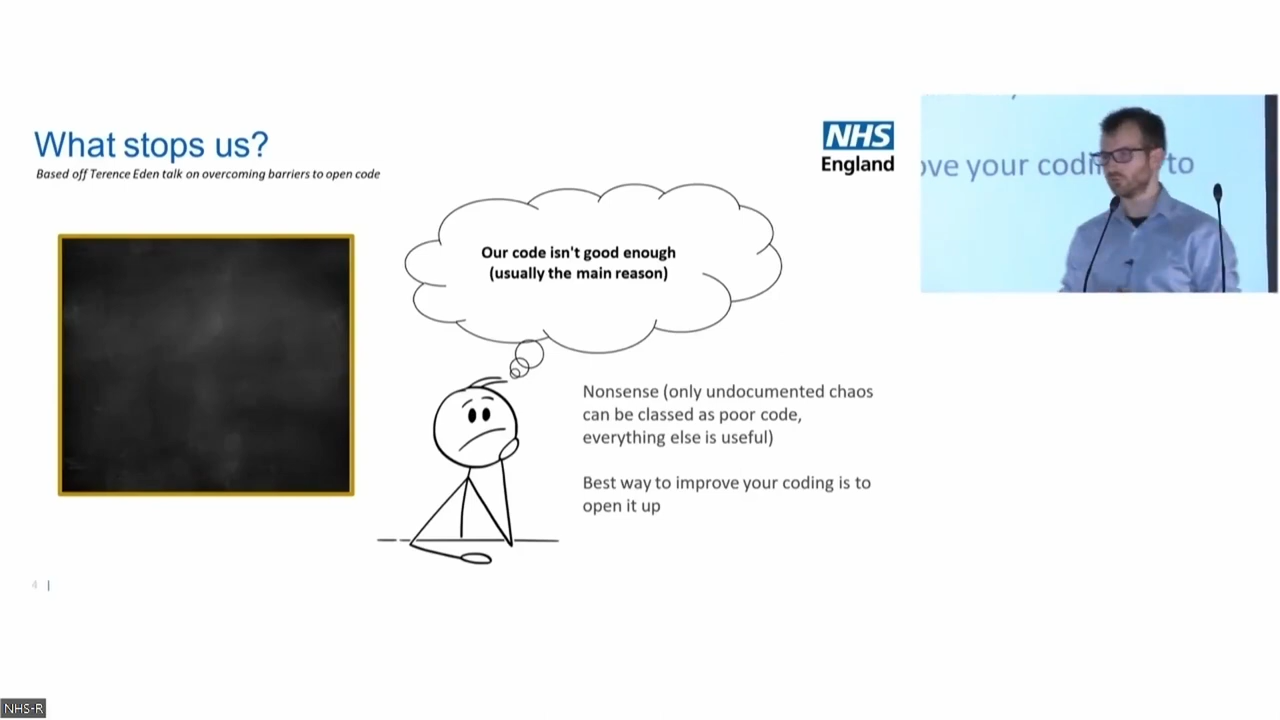 What stops us?
Based off Terence Eden talk on overcoming barriers to open code
NHS
England
ove your codin to
Our code isn't good enough
(usually the main reason)
Nonsense (only undocumented chaos
can be classed as poor code,
everything else is useful)
Best way to improve your coding is to
open it up
4 |
NHS-R